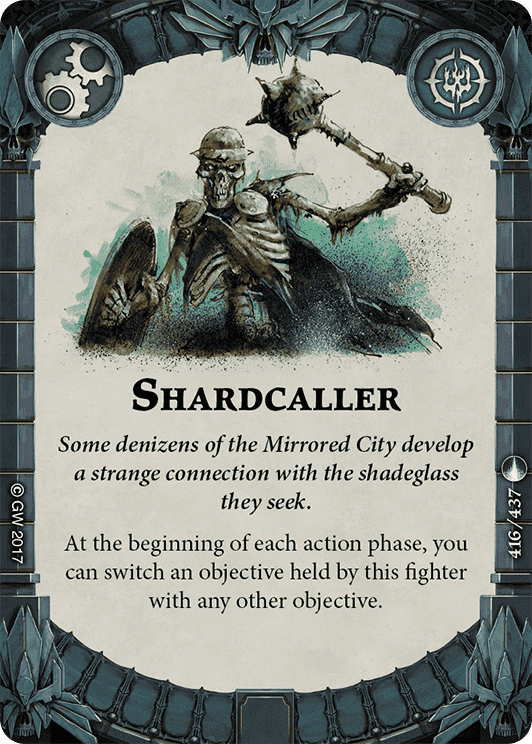 SHARDCALLER
Some denizens of the Mirrored City develop
a strange connection with the shadeglass
they seek.
At the beginning of each action phase, you
can switch an objective held by this fighter
with any other objective.
© GW 2017
416/437